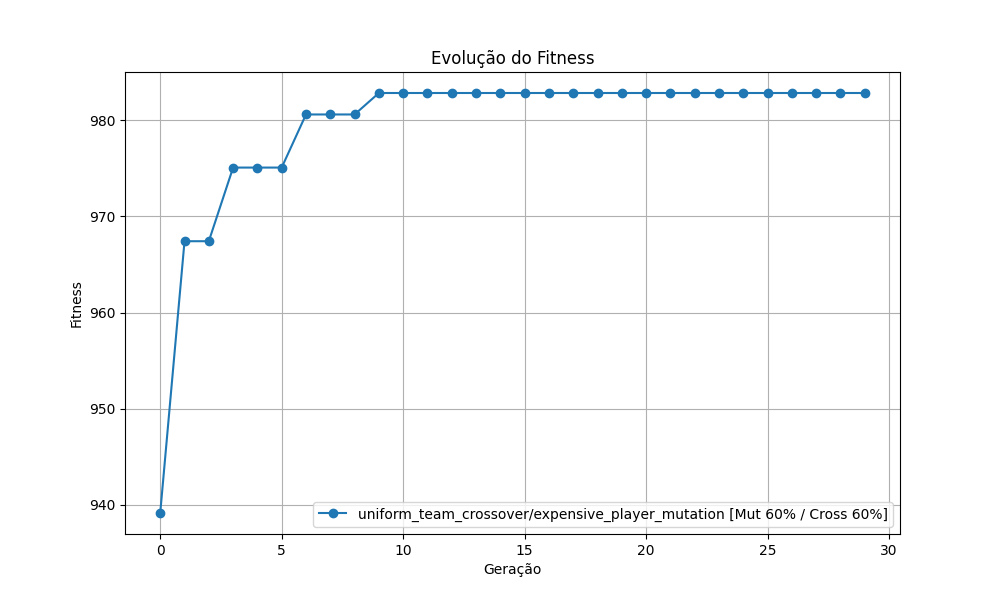 Evolução do Fitness
Fitness
980
970
960
950
940
0 5 10 15 20 25 30
Geração
uniform_team_crossover/expensive_player_mutation [Mut 60% / Cross 60%]